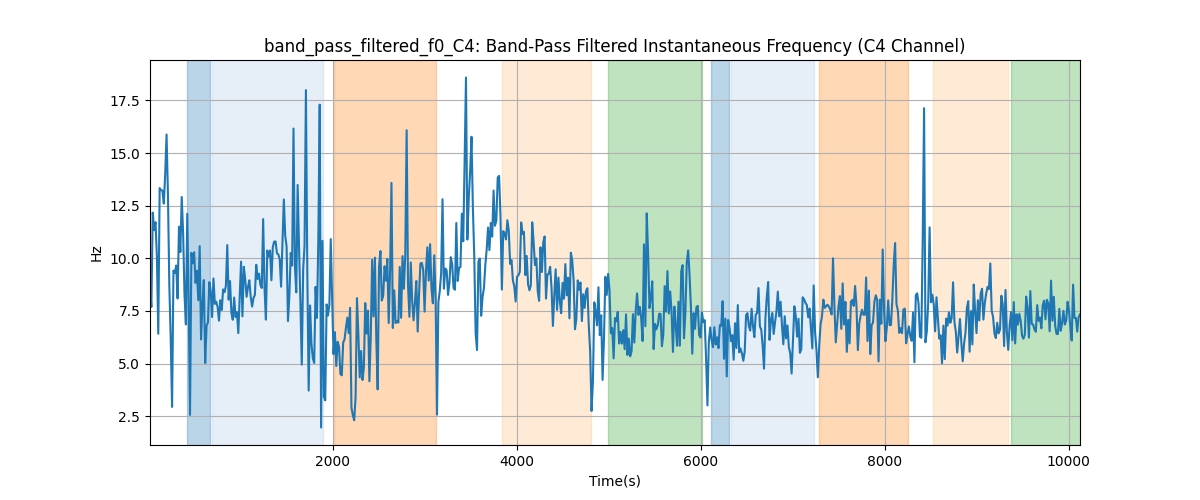 band_pass_filtered_f0_C4: Band-Pass Filtered Instantaneous Frequency (C4 Channel)
17.5
15.0
12.5
10.0
7.5
5.0
2.5
Hz
2000 4000 6000 8000 10000
Time(s)